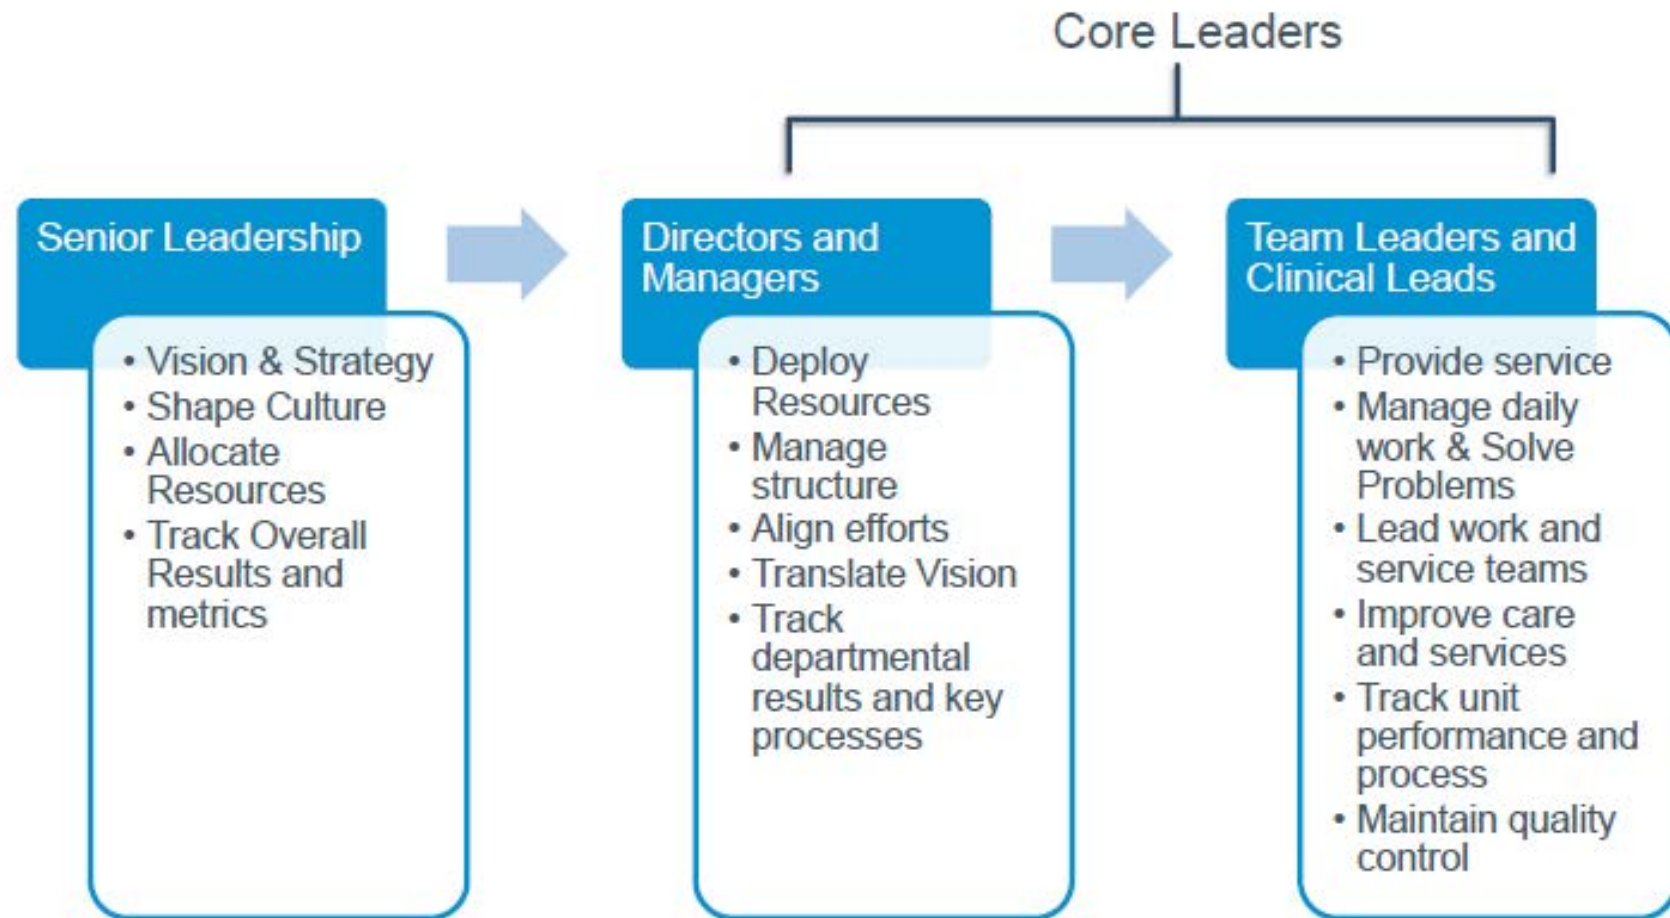 Core Leaders
Senior Leadership
• Vision & Strategy
• Shape Culture
• Allocate
Resources
• Track Overall
Results and
metrics
Directors and
Managers
• Deploy
Resources
• Manage
structure
• Align efforts
• Translate Vision
• Track
departmental
results and key
processes
Team Leaders and
Clinical Leads
• Provide service
• Manage daily
work & Solve
Problems
• Lead work and
service teams
• Improve care
and services
• Track unit
performance and
process
• Maintain quality
control